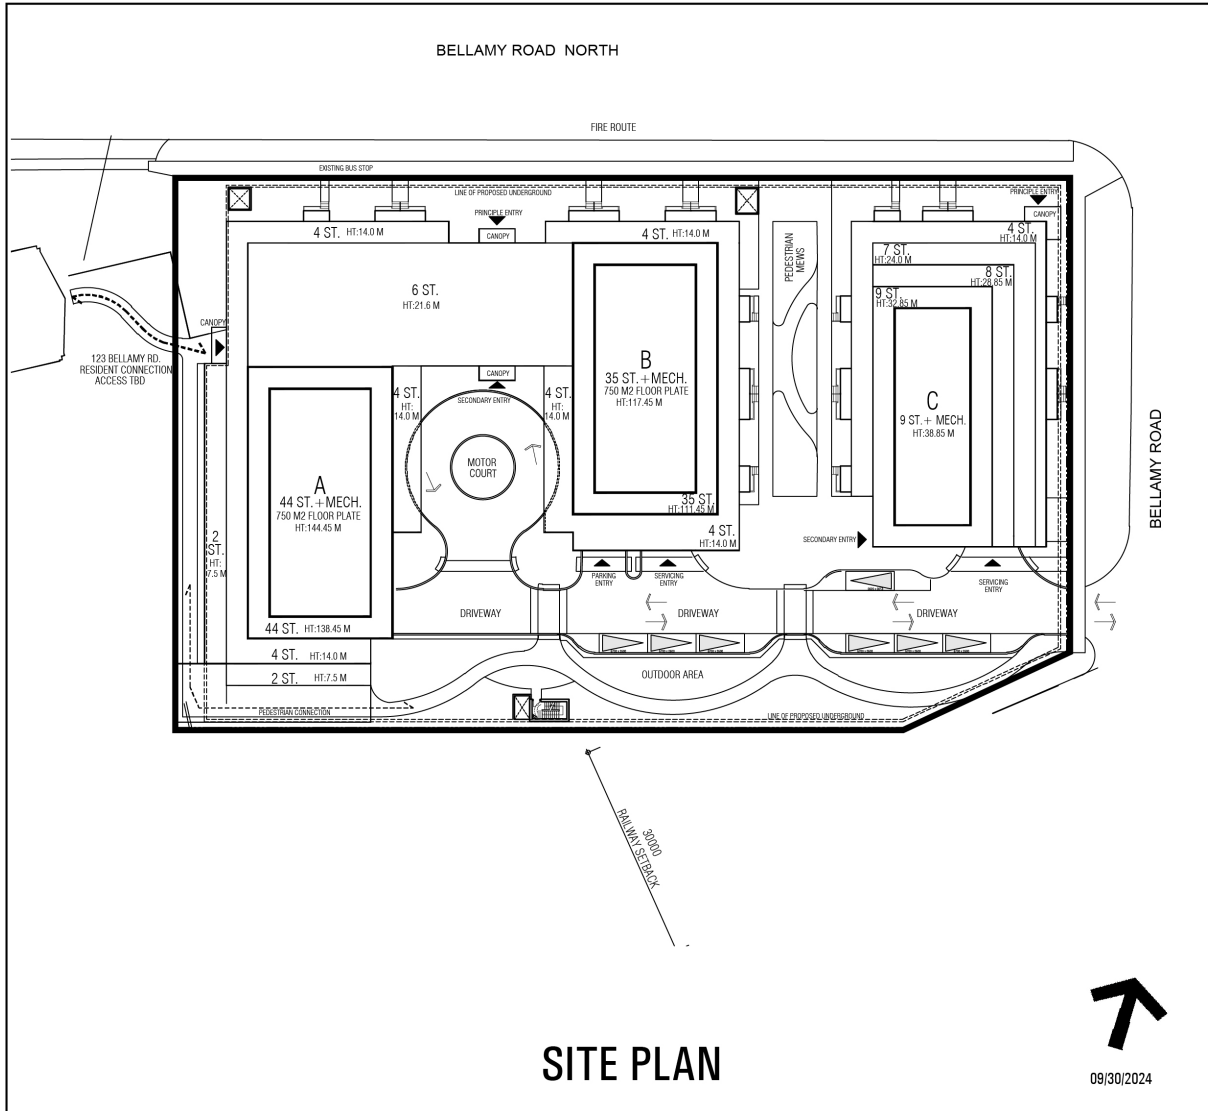 BELLAMY ROAD NORTH
FIRE ROUTE
EXISTING BUS STOP
LINE OF PROPOSED UNDERGROUND
PRINCIPLE ENTRY
CANOPY
PRINCIPLE ENTRY
CANOPY
4 ST. HT:14.0 M
4 ST. HT:14.0 M
4 ST.
HT:14.0 M
7 ST.
HT:24.0 M
8 ST.
HT:28.85 M
9 ST.
HT:32.85 M
PEDESTRIAN
MEWS
6 ST.
HT:21.6 M
CANOPY
123 BELLAMY RD.
RESIDENT CONNECTION
ACCESS TBD
CANOPY
SECONDARY ENTRY
4 ST.
HT:
14.0 M
4 ST.
HT:
14.0 M
B
35 ST.+MECH.
750 M2 FLOOR PLATE
HT:117.45 M
C
9 ST.+ MECH.
HT:38.85 M
BELLAMY ROAD
MOTOR
COURT
A
44 ST.+MECH.
750 M2 FLOOR PLATE
HT:144.45 M
35 ST.
HT:111.45 M
4 ST.
HT:14.0 M
SECONDARY ENTRY
2
ST.
HT:
7.5 M
PARKING
ENTRY
SERVICING
ENTRY
SERVICING
ENTRY
DRIVEWAY
DRIVEWAY
DRIVEWAY
44 ST. HT:138.45 M
4 ST. HT:14.0 M
2 ST. HT:7.5 M
OUTDOOR AREA
PEDESTRIAN CONNECTION
LINE OF PROPOSED UNDERGROUND
30000
RAILWAY SETBACK
SITE PLAN
09/30/2024